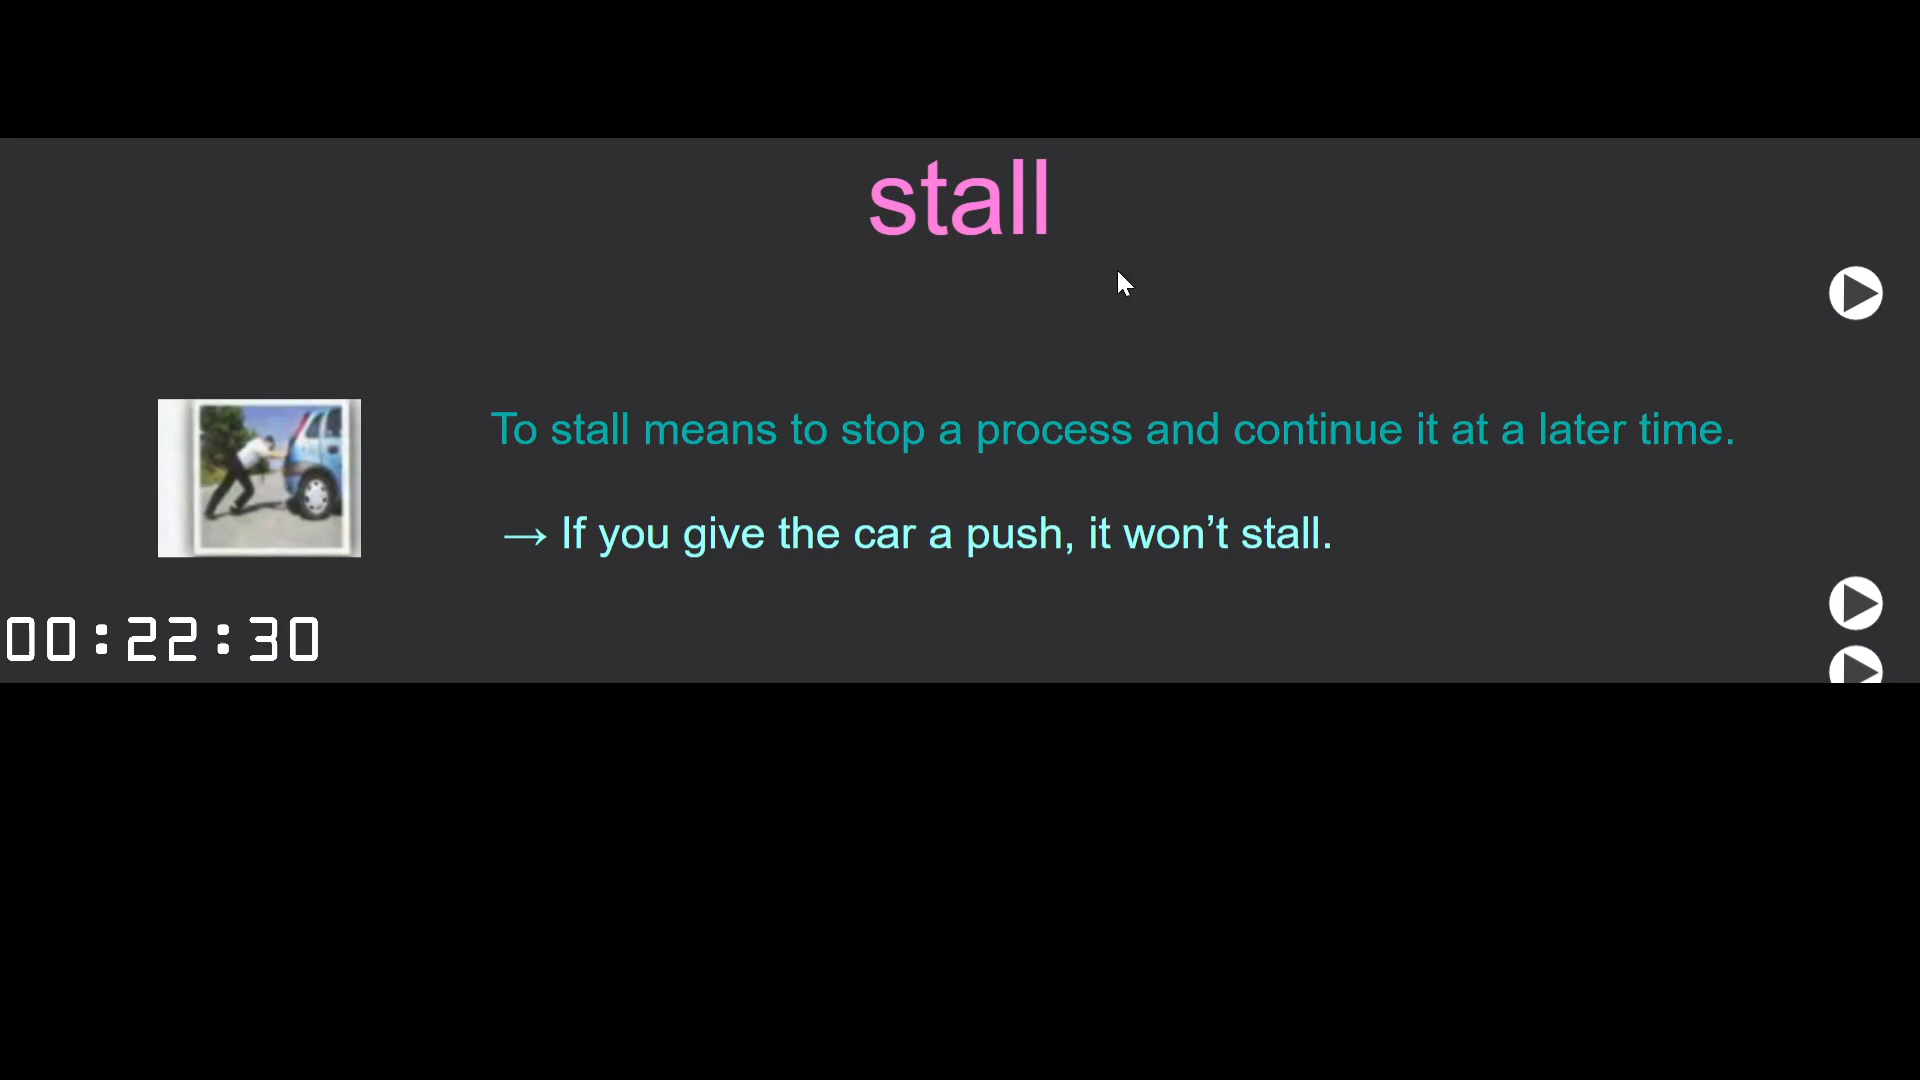 stall
To stall means to stop a process and continue it at a later time.
→ If you give the car a push, it won’t stall.
00:22:30